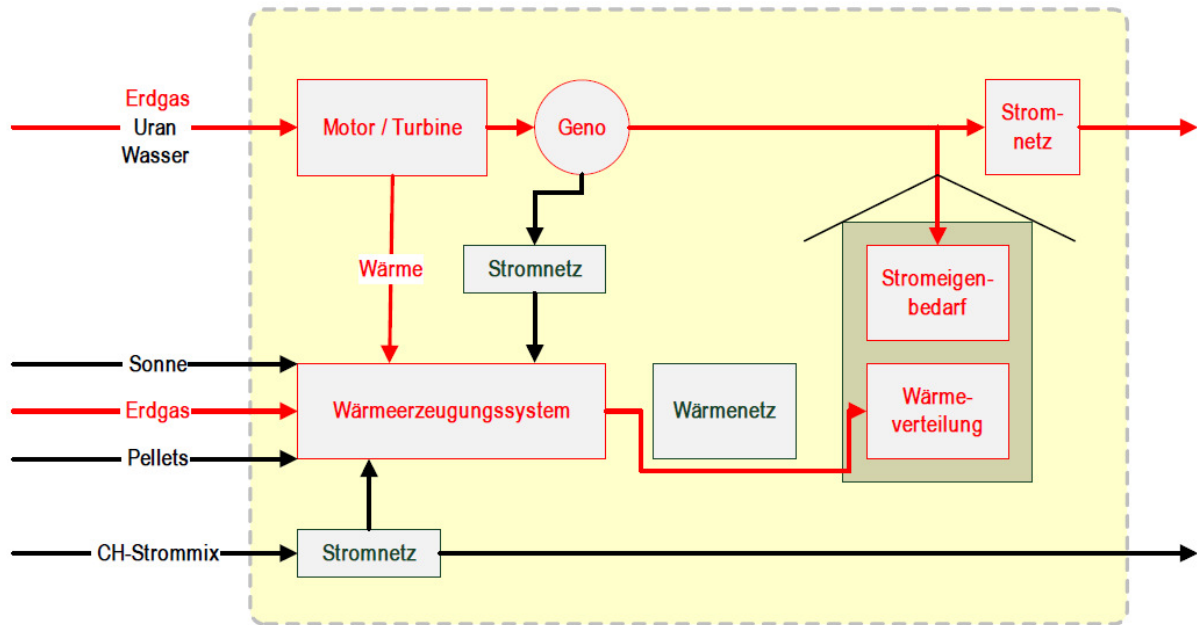 Erdgas
Uran
Wasser
Motor / Turbine
Geno
Strom-
netz
Wärme
Stromnetz
Stromeigen-
bedarf
Sonne
Erdgas
Pellets
Wärmeerzeugungssystem
Wärmenetz
Wärme-
verteilung
CH-Strommix
Stromnetz